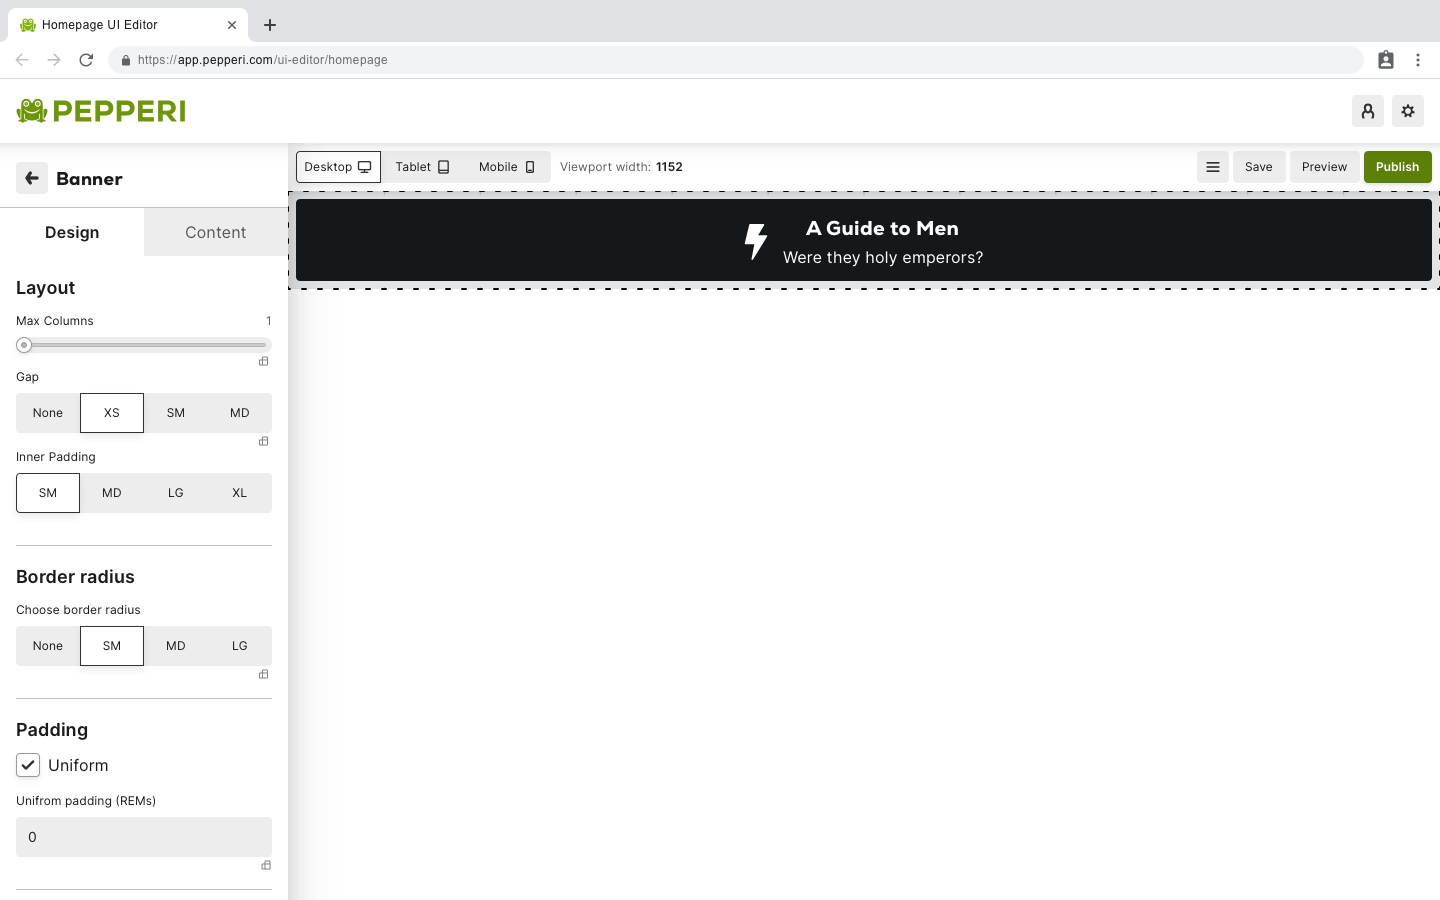 Homepage UI Editor
https://app.pepperi.com/ui-editor/homepage
PEPPERI
Banner
Desktop
Tablet
Mobile
Viewport width: 1152
Save
Preview
Publish
Design
Content
A Guide to Men
Were they holy emperors?
Layout
Max Columns
1
Gap
None
XS
SM
MD
Inner Padding
SM
MD
LG
XL
Border radius
Choose border radius
None
SM
MD
LG
Padding
Uniform
Unifrom padding (REMs)
0